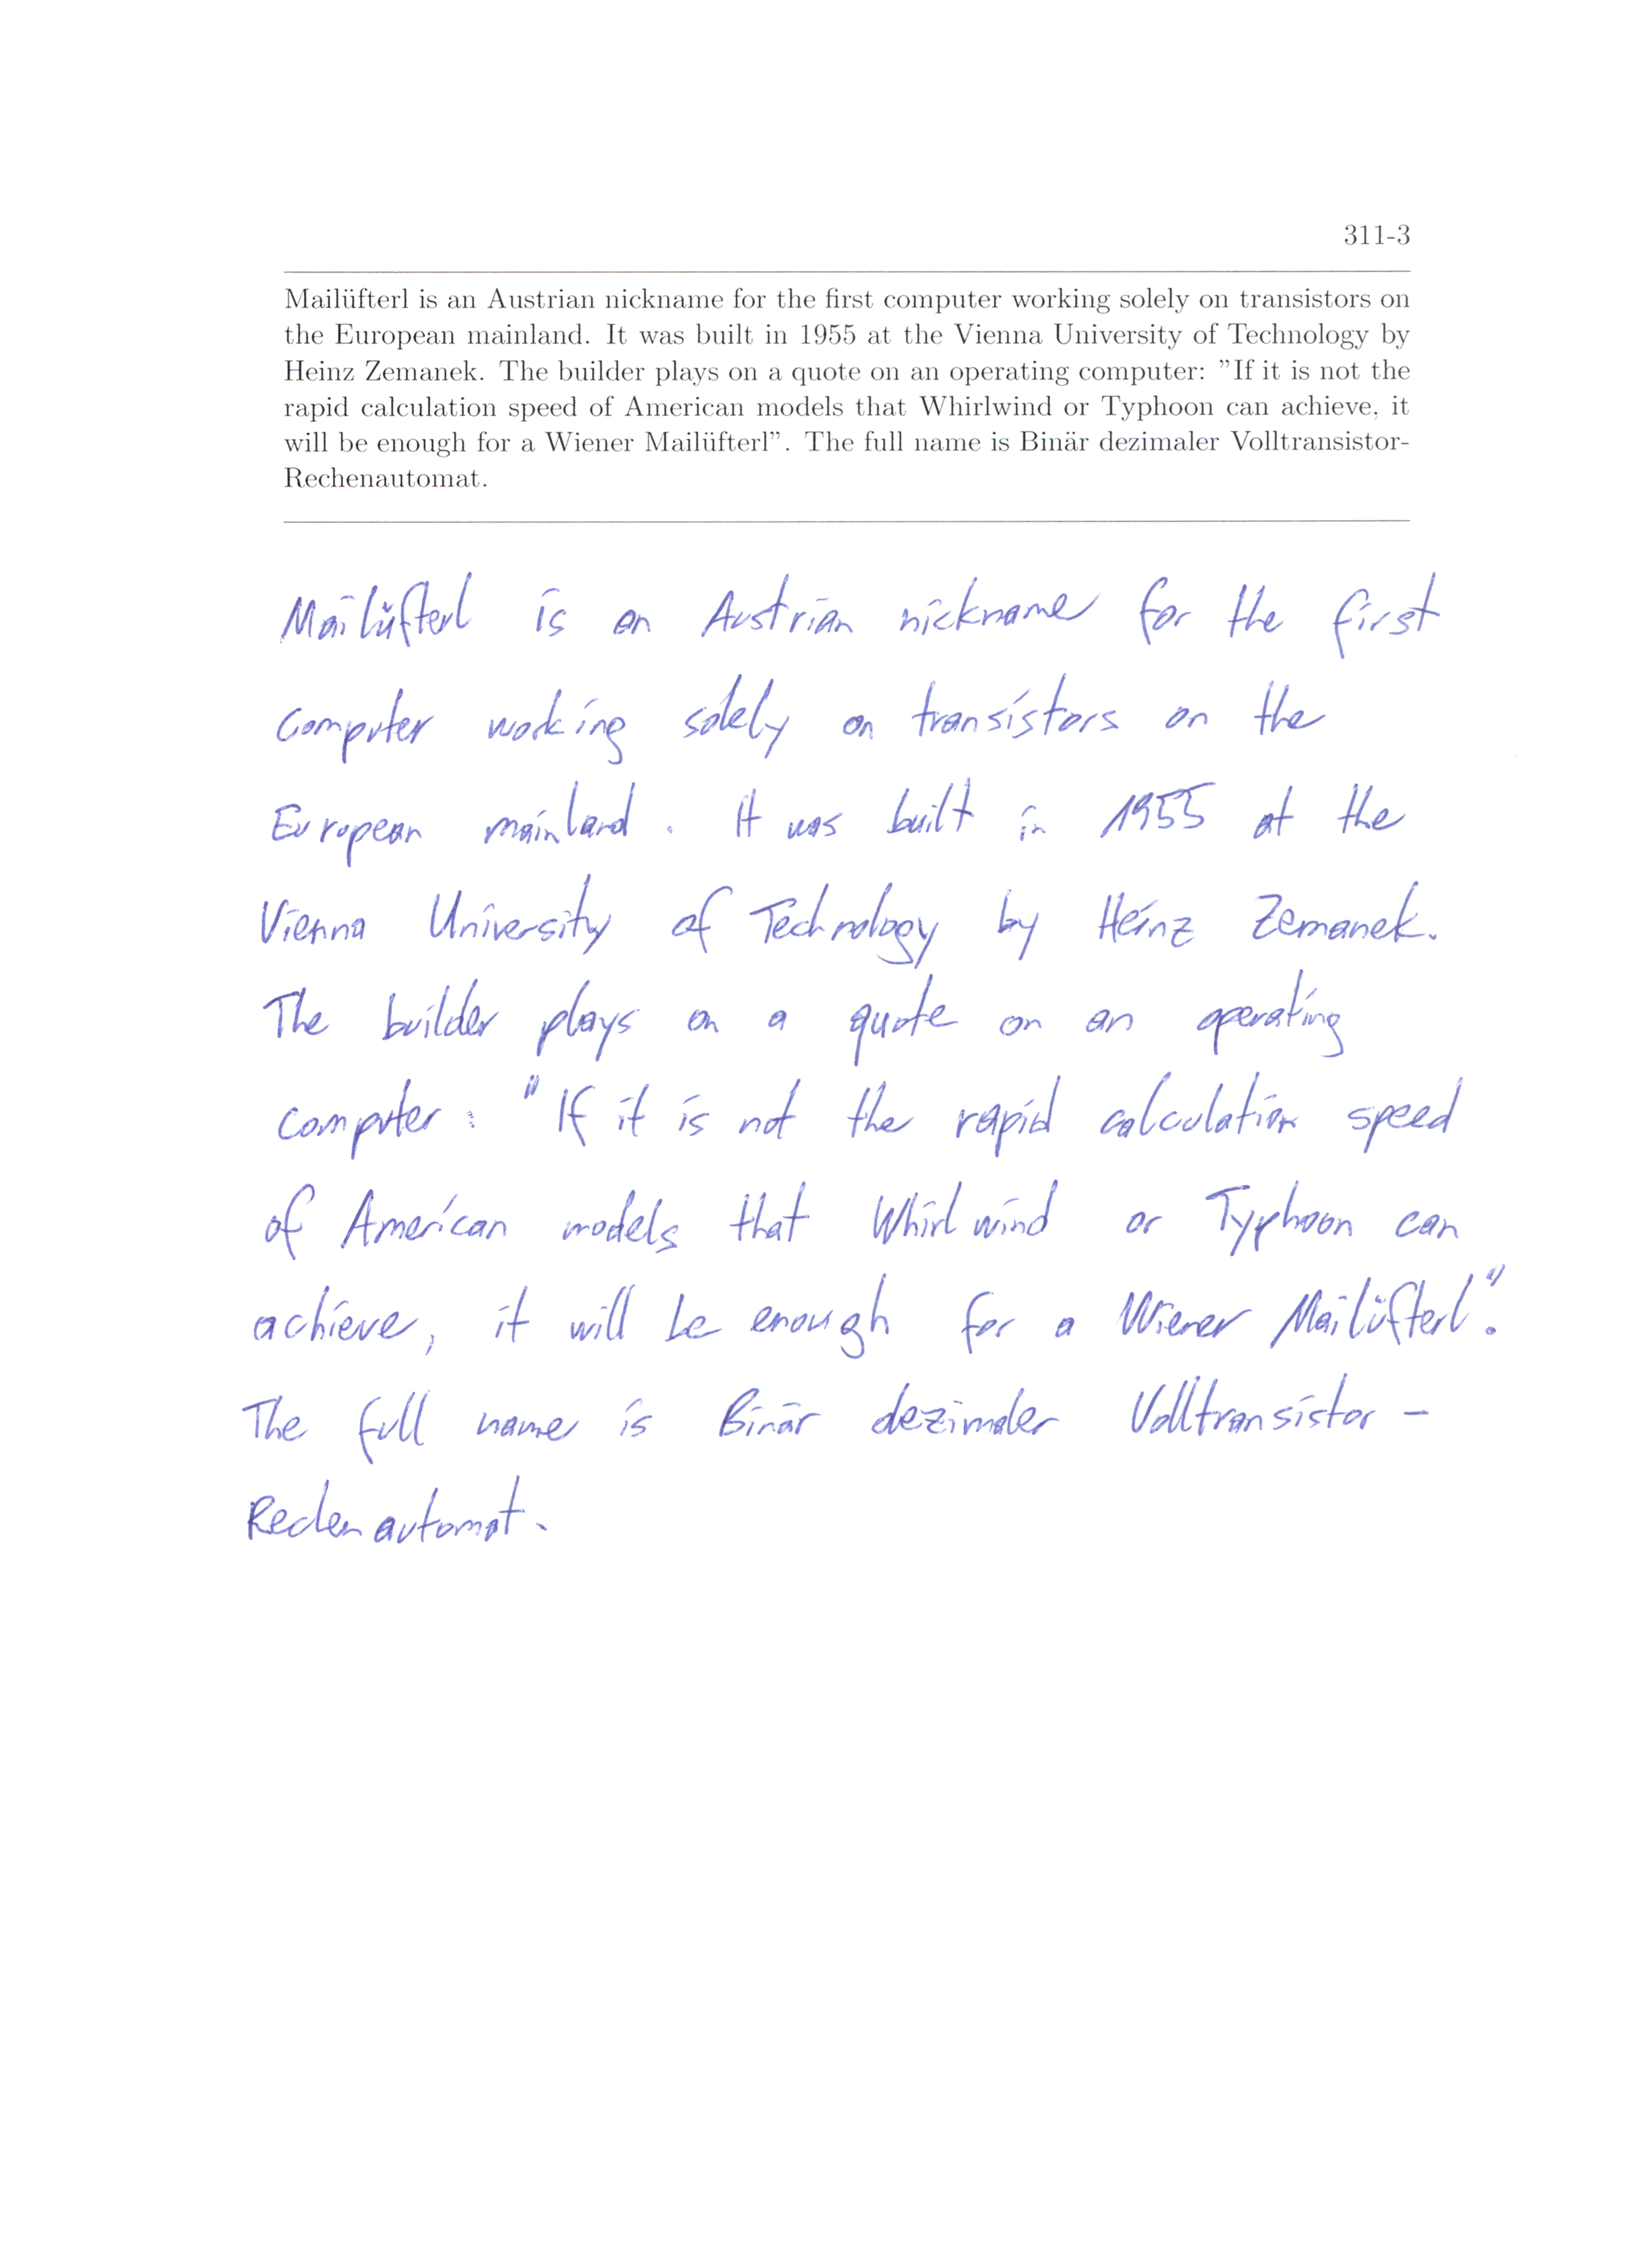 311-3
Mailüfterl is an Austrian nickname for the first computer working solely on transistors on
the European mainland. It was built in 1955 at the Vienna University of Technology by
Heinz Zemanek. The builder plays on a quote on an operating computer: ”If it is not the
rapid calculation speed of American models that Whirlwind or Typhoon can achieve, it
will be enough for a Wiener Mailüfterl”. The full name is Binär dezimaler Volltransistor-
Rechenautomat.
Mailüfterl is an Austrian nickname for the first
computer working solely on transistors on the
European mainland. It was built in 1955 at the
Vienna University of Technology by Heinz Zemanek.
The builder plays on a quote on an operating
computer: "If it is not the rapid calculation speed
of American models that Whirlwind or Typhoon can
achieve, it will be enough for a Wiener Mailüfterl".
The full name is Binär dezimaler Volltransistor-
Rechenautomat.